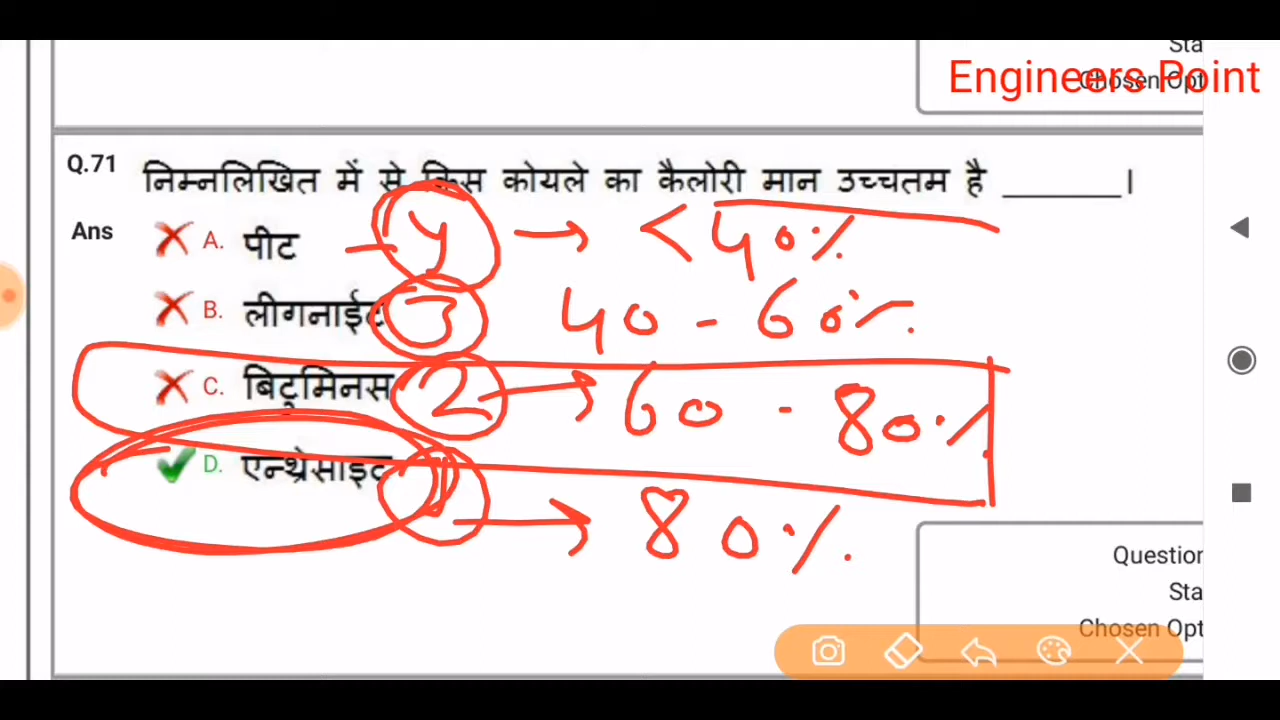 Sta
Engineers Point
Chosen Opt
Q.71 निम्नलिखित में से किस कोयले का कैलोरी मान उच्चतम है ________।
Ans A. पीट 4 → < 40%
B. लीगनाईट 3 40 - 60%
C. बिटुमिनस 2 → 60 - 80%
D. एन्थ्रेसाइट 1 → 80%
Question
Sta
Chosen Opt